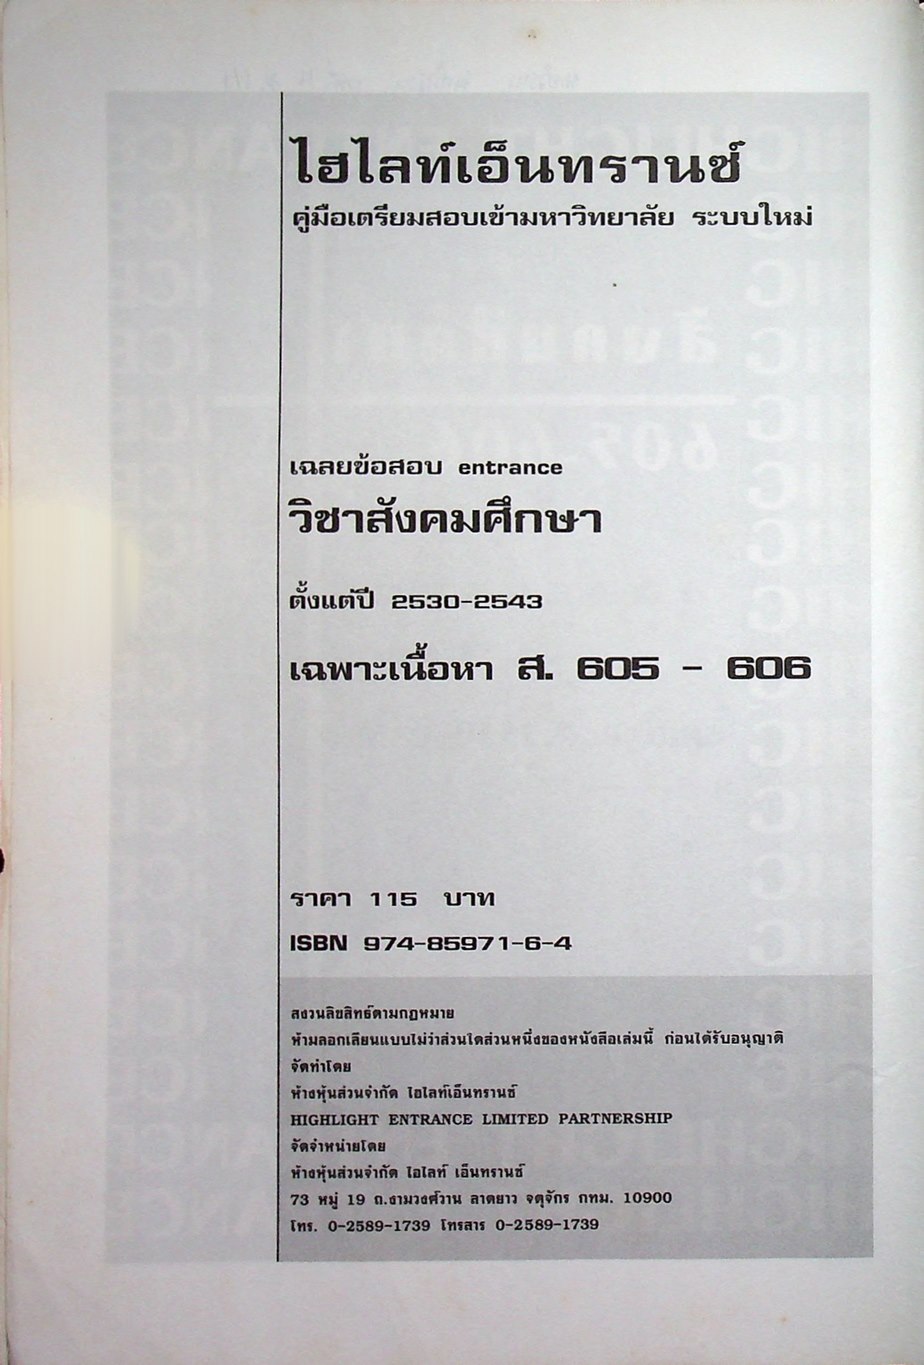 ไฮไลท์เอ็นทรานซ์
คู่มือเตรียมสอบเข้ามหาวิทยาลัย ระบบใหม่
เฉลยข้อสอบ entrance
วิชาสังคมศึกษา
ตั้งแต่ปี 2530-2543
เฉพาะเนื้อหา ส. 605 - 606
ราคา 115 บาท
ISBN 974-85971-6-4
สงวนลิขสิทธ์ตามกฏหมาย
ห้ามลอกเลียนแบบไม่ว่าส่วนใดส่วนหนึ่งของหนังสือเล่มนี้ ก่อนได้รับอนุญาติ
จัดทำโดย
ห้างหุ้นส่วนจำกัด ไฮไลท์เอ็นทรานซ์
HIGHLIGHT ENTRANCE LIMITED PARTNERSHIP
จัดจำหน่ายโดย
ห้างหุ้นส่วนจำกัด ไฮไลท์ เอ็นทรานซ์
73 หมู่ 19 ถ.งามวงศ์วาน ลาดยาว จตุจักร กทม. 10900
โทร. 0-2589-1739 โทรสาร 0-2589-1739